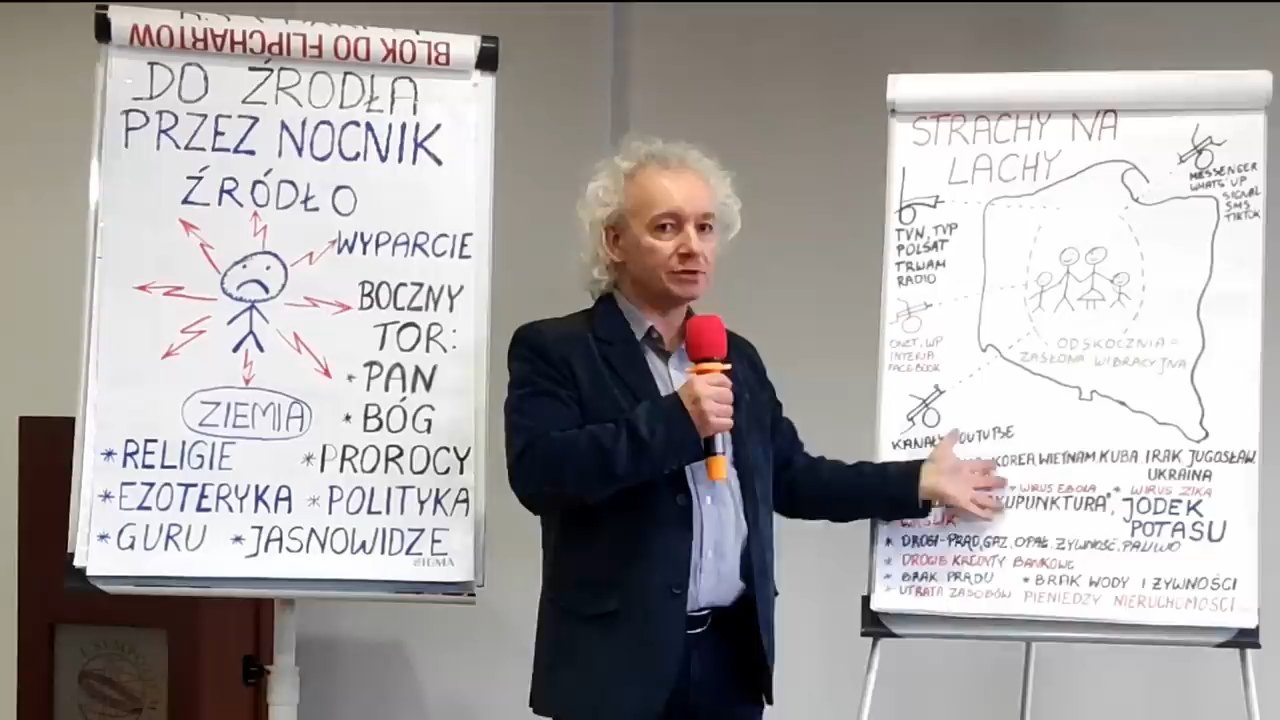 BLOK DO FLIPCHARTÓW
DO ŹRODŁA
PRZEZ NOCNIK
ŹRÓDŁO
WYPARCIE
BOCZNY
TOR:
* PAN
* BÓG
ZIEMIA
* RELIGIE * PROROCY
* EZOTERYKA * POLITYKA
* GURU * JASNOWIDZE
SIGMA
STRACHY NA
LACHY
MESSENGER
WHATS'UP
SIGNAL
SMS
TIKTOK
TVN, TVP
POLSAT
TRWAM
RADIO
ONET, WP
INTERIA
FACEBOOK
ODSKOCZNIA =
ZASŁONA WIBRACYJNA
KANAŁY YOUTUBE
KOREA, WIETNAM, KUBA IRAK JUGOSŁAW.
UKRAINA
* WIRUS EBOLA * WIRUS ZIKA
KUPUNKTURA", JODEK
POTASU
* DROGI-PRĄD, GAZ, OPAŁ, ŻYWNOŚĆ, PALIWO
* DROGIE KREDYTY BANKOWE
* BRAK PRĄDU * BRAK WODY I ŻYWNOŚCI
* UTRATA ZASOBÓW PIENIĘDZY NIERUCHOMOŚCI